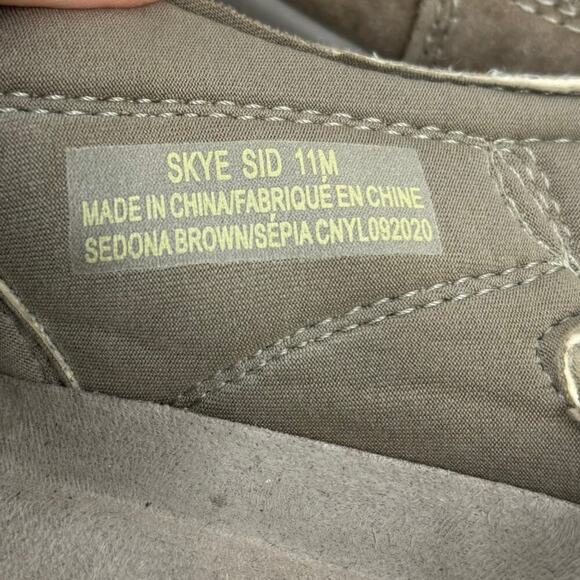 SKYE SID 11M
MADE IN CHINA/FABRIQUÉ EN CHINE
SEDONA BROWN/SÉPIA CNYL092020